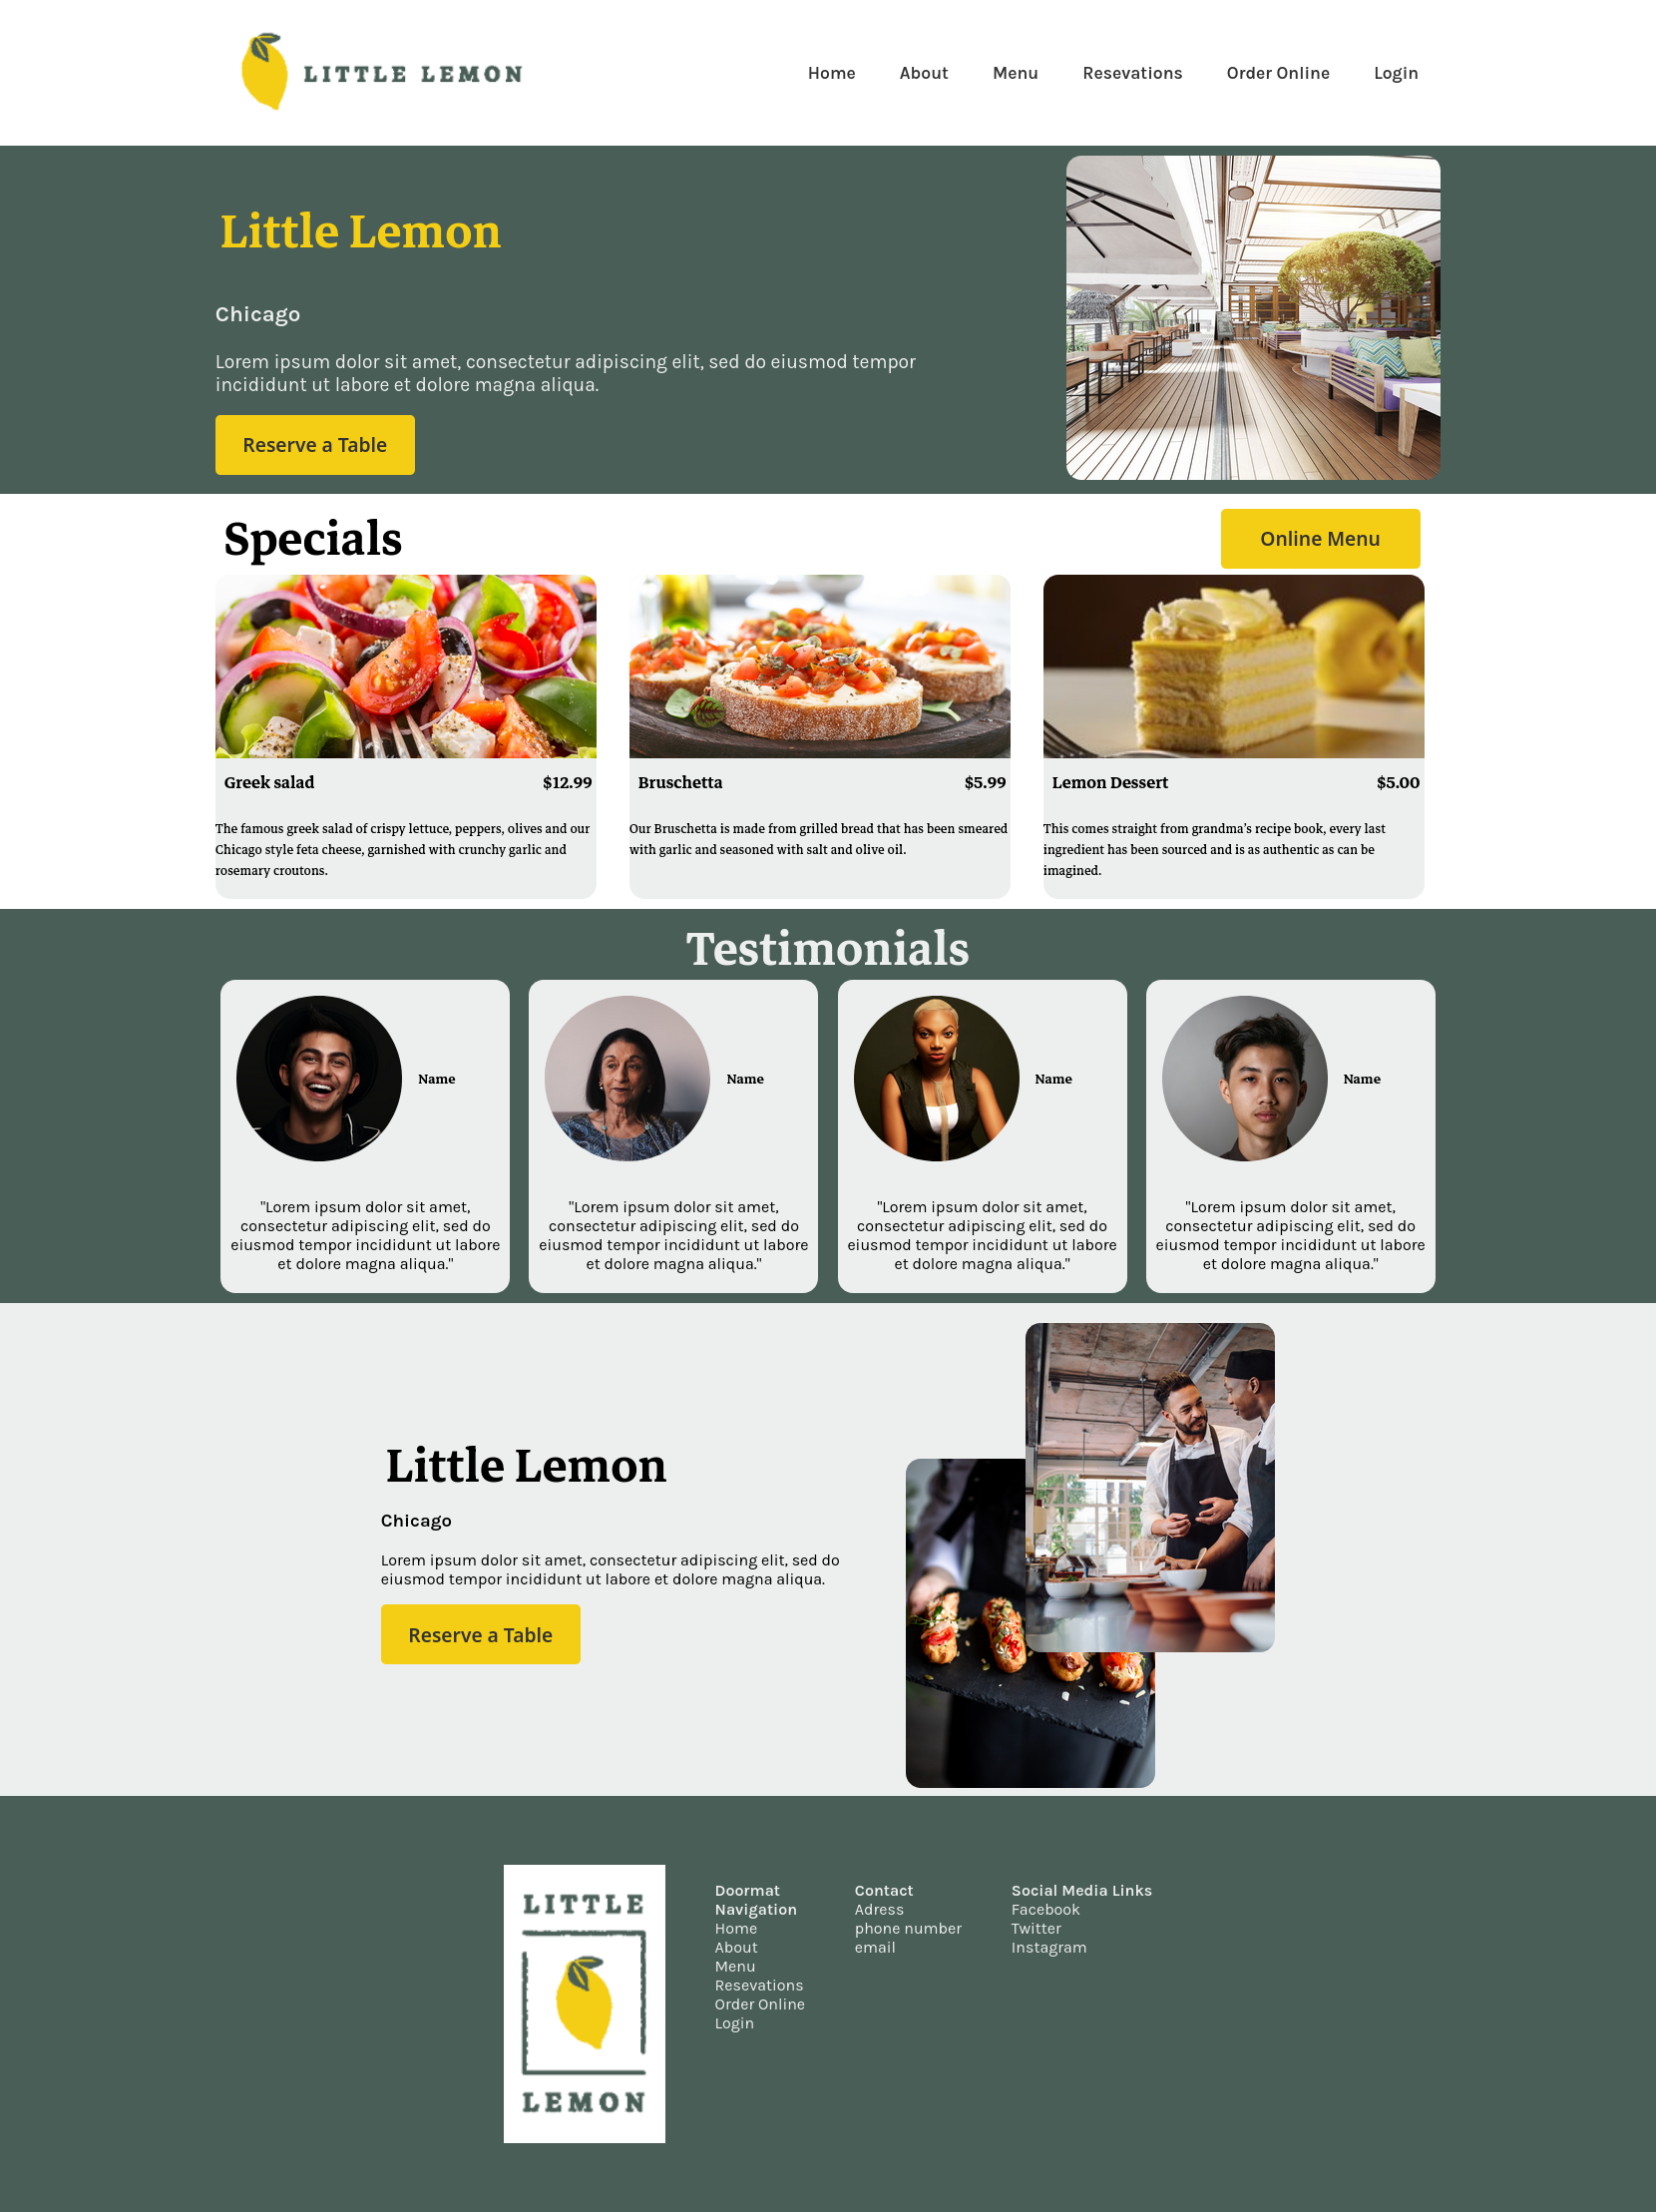 LITTLE LEMON
Home About Menu Resevations Order Online Login
Little Lemon
Chicago
Lorem ipsum dolor sit amet, consectetur adipiscing elit, sed do eiusmod tempor
incididunt ut labore et dolore magna aliqua.
Reserve a Table
Specials
Online Menu
Greek salad $12.99
The famous greek salad of crispy lettuce, peppers, olives and our
Chicago style feta cheese, garnished with crunchy garlic and
rosemary croutons.
Bruschetta $5.99
Our Bruschetta is made from grilled bread that has been smeared
with garlic and seasoned with salt and olive oil.
Lemon Dessert $5.00
This comes straight from grandma’s recipe book, every last
ingredient has been sourced and is as authentic as can be
imagined.
Testimonials
Name
"Lorem ipsum dolor sit amet,
consectetur adipiscing elit, sed do
eiusmod tempor incididunt ut labore
et dolore magna aliqua."
Name
"Lorem ipsum dolor sit amet,
consectetur adipiscing elit, sed do
eiusmod tempor incididunt ut labore
et dolore magna aliqua."
Name
"Lorem ipsum dolor sit amet,
consectetur adipiscing elit, sed do
eiusmod tempor incididunt ut labore
et dolore magna aliqua."
Name
"Lorem ipsum dolor sit amet,
consectetur adipiscing elit, sed do
eiusmod tempor incididunt ut labore
et dolore magna aliqua."
Little Lemon
Chicago
Lorem ipsum dolor sit amet, consectetur adipiscing elit, sed do
eiusmod tempor incididunt ut labore et dolore magna aliqua.
Reserve a Table
LITTLE
LEMON
Doormat
Navigation
Home
About
Menu
Resevations
Order Online
Login
Contact
Adress
phone number
email
Social Media Links
Facebook
Twitter
Instagram